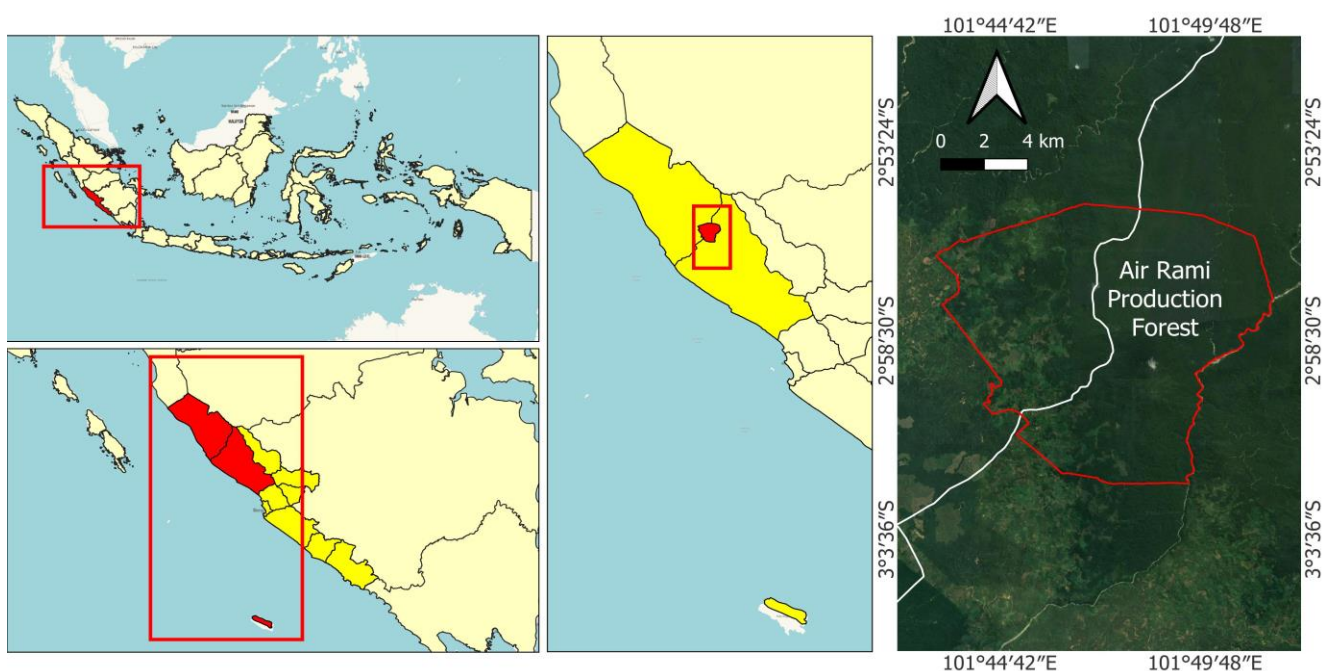 101°44′42″E 101°49′48″E
0 2 4 km
2°53′24″S 2°53′24″S
Air Rami
Production
Forest
2°58′30″S 2°58′30″S
3°3′36″S 3°3′36″S
101°44′42″E 101°49′48″E